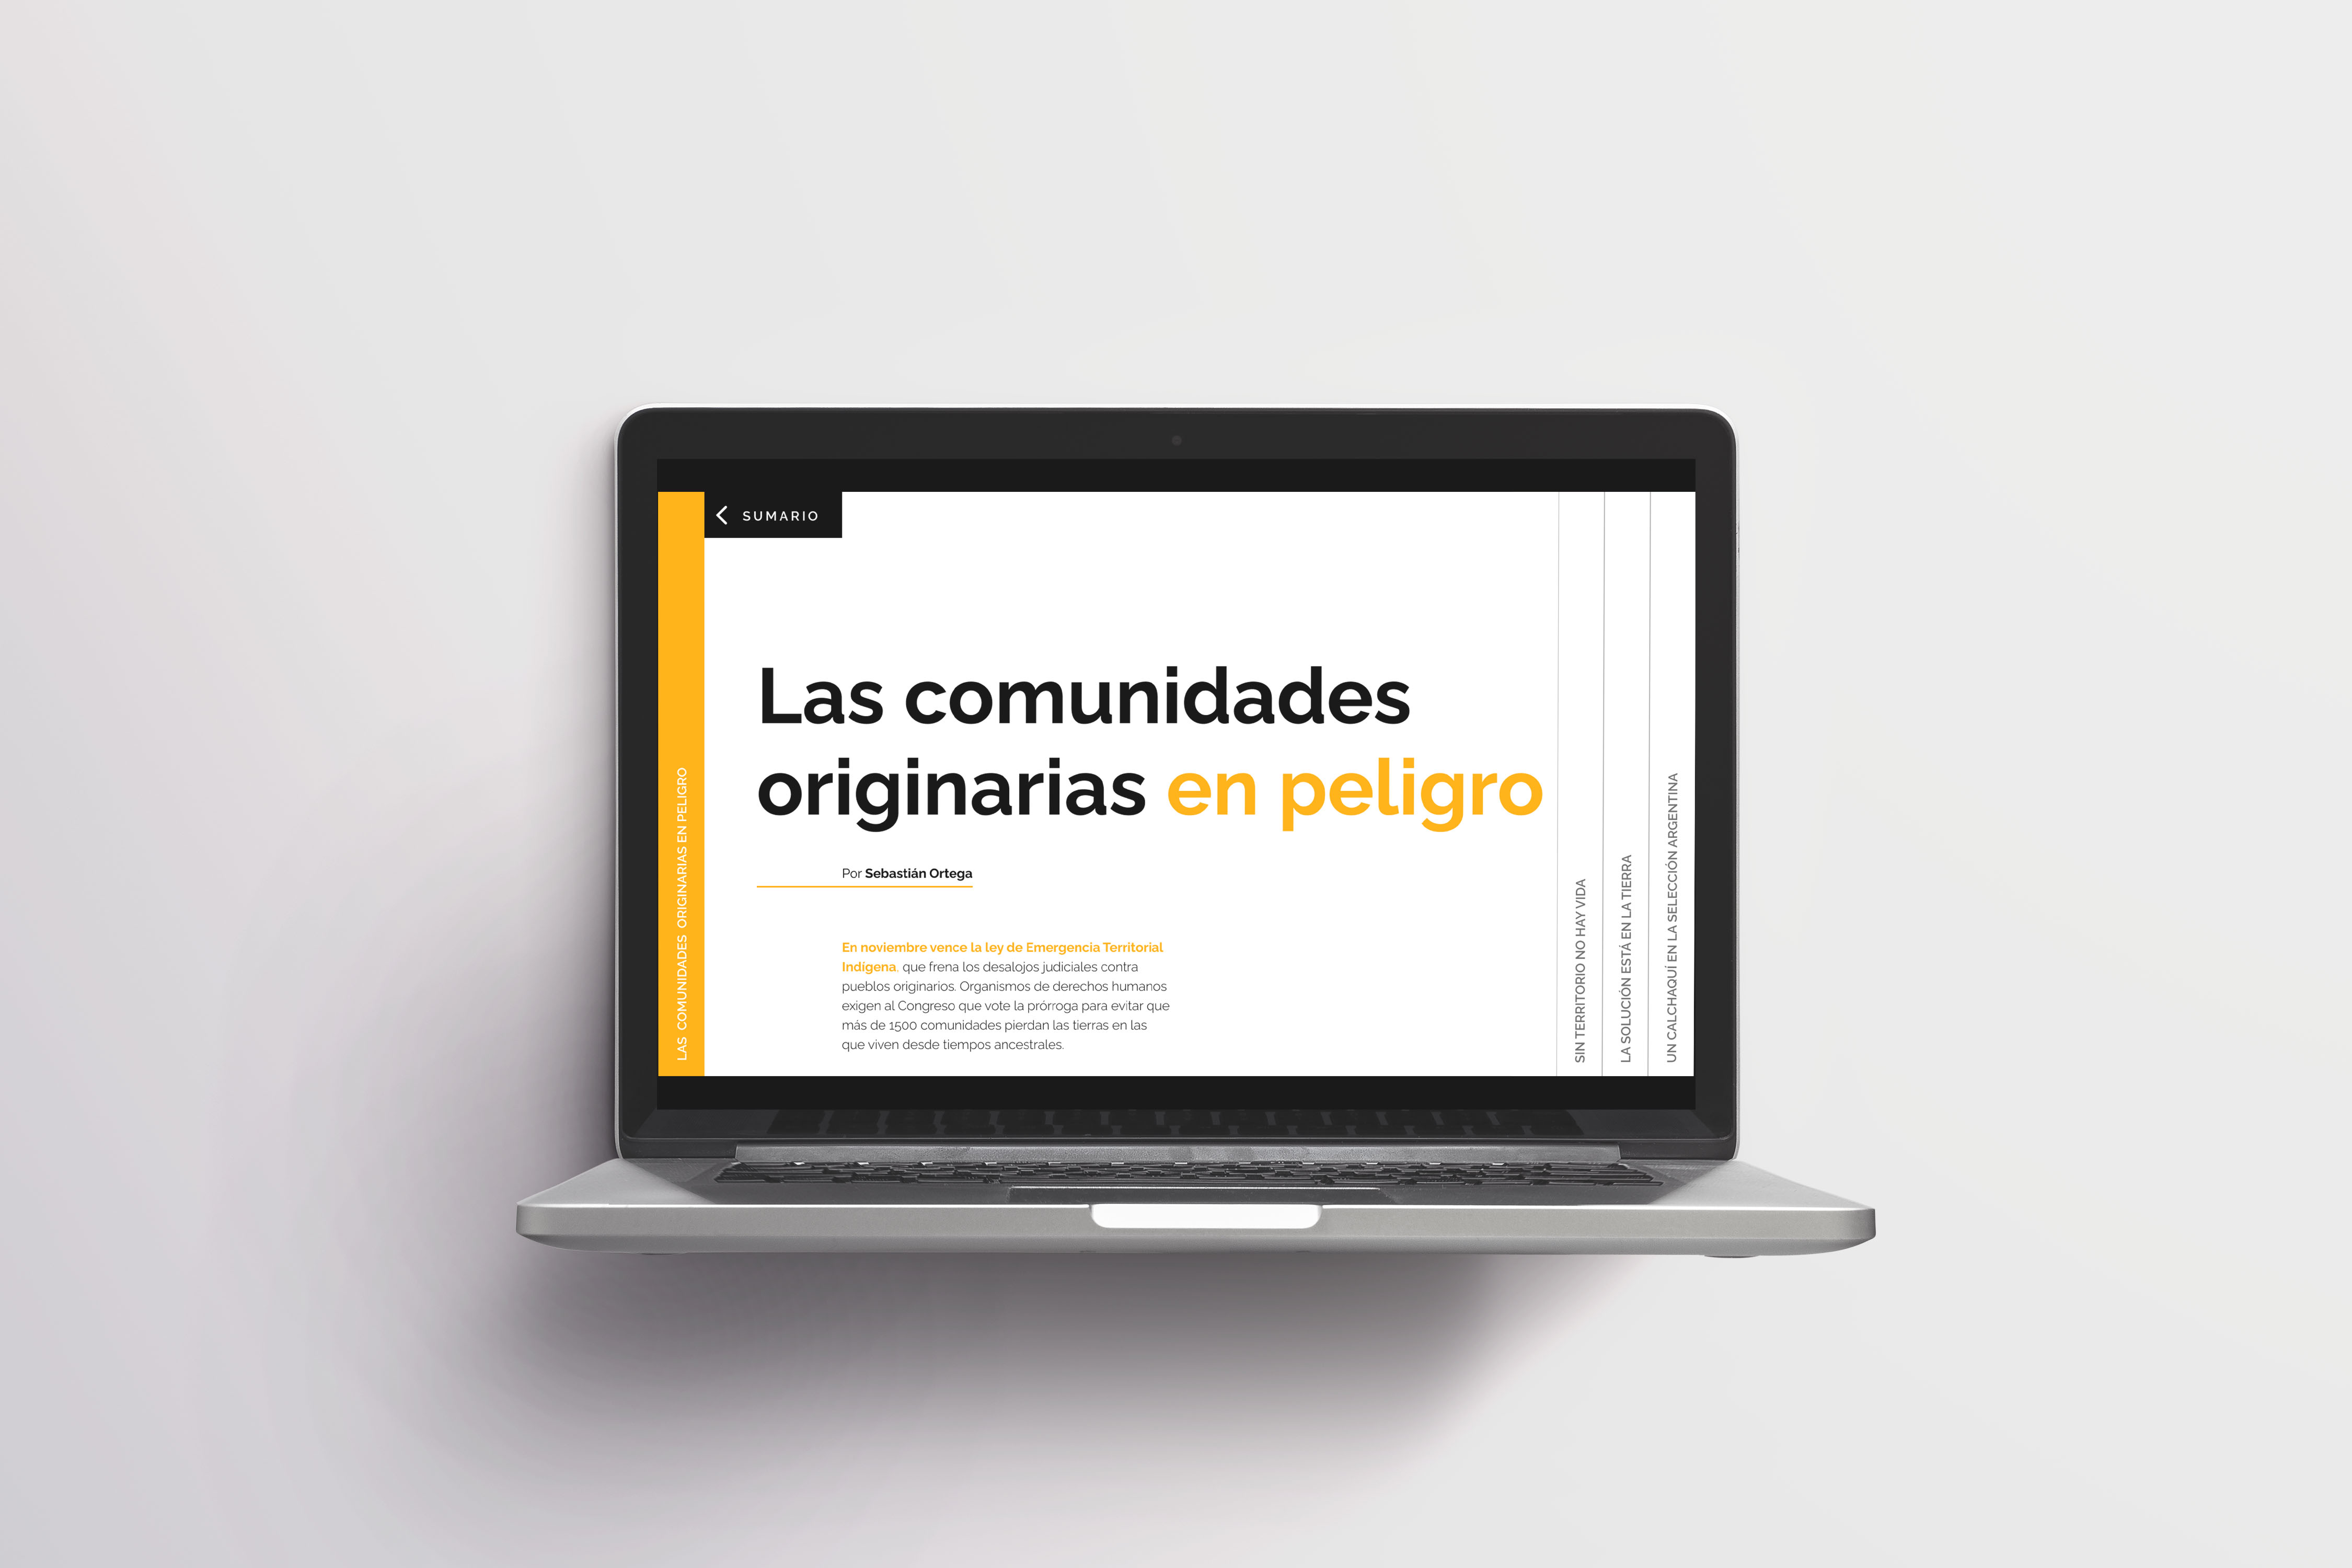 SUMARIO
LAS COMUNIDADES ORIGINARIAS EN PELIGRO
Las comunidades
originarias en peligro
Por Sebastián Ortega
En noviembre vence la ley de Emergencia Territorial
Indígena, que frena los desalojos judiciales contra
pueblos originarios. Organismos de derechos humanos
exigen al Congreso que vote la prórroga para evitar que
más de 1500 comunidades pierdan las tierras en las
que viven desde tiempos ancestrales.
SIN TERRITORIO NO HAY VIDA
LA SOLUCIÓN ESTÁ EN LA TIERRA
UN CALCHAQUÍ EN LA SELECCIÓN ARGENTINA